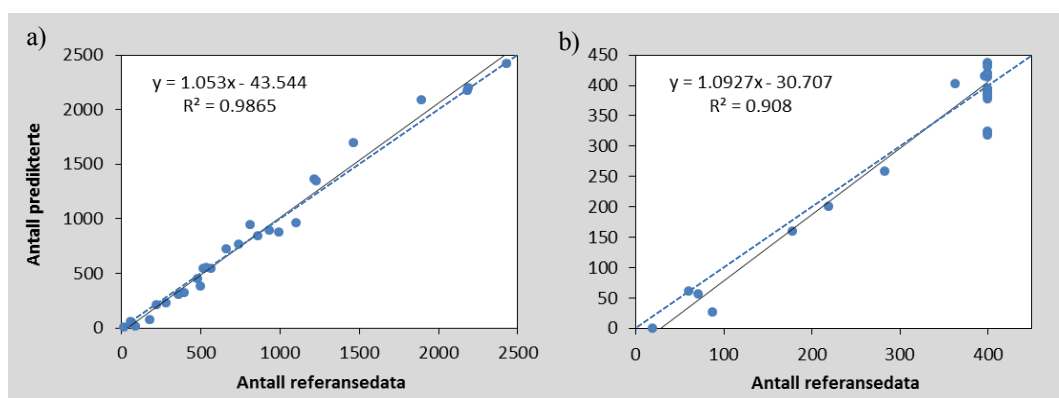 a)
y = 1.053x - 43.544
R² = 0.9865
2500
2000
1500
1000
500
0
Antall predikterte
0 500 1000 1500 2000 2500
Antall referansedata
b)
y = 1.0927x - 30.707
R² = 0.908
450
400
350
300
250
200
150
100
50
0
0 100 200 300 400
Antall referansedata